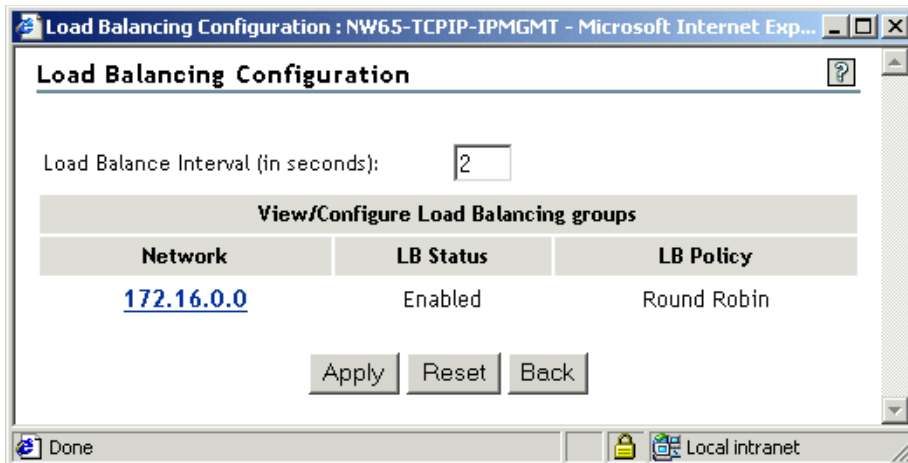 Load Balancing Configuration : NW65-TCPIP-IPMGMT - Microsoft Internet Exp...
Load Balancing Configuration
?
Load Balance Interval (in seconds): 2
View/Configure Load Balancing groups
Network LB Status LB Policy
172.16.0.0 Enabled Round Robin
Apply Reset Back
Done Local intranet